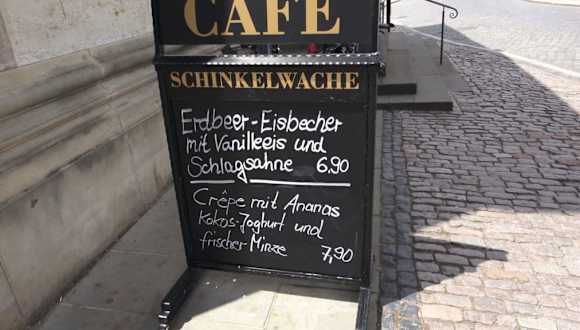 CAFÉ
SCHINKELWACHE
Erdbeer-Eisbecher
mit Vanilleeis und
Schlagsahne 6,90
Crêpe mit Ananas
Kokos-Joghurt und
frischer Minze 7,90